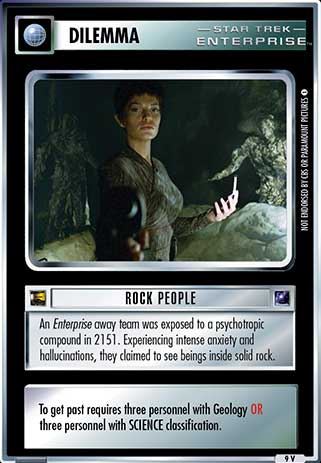 DILEMMA
STAR TREK
ENTERPRISE™
NOT ENDORSED BY CBS OR PARAMOUNT PICTURES
ROCK PEOPLE
An Enterprise away team was exposed to a psychotropic
compound in 2151. Experiencing intense anxiety and
hallucinations, they claimed to see beings inside solid rock.
To get past requires three personnel with Geology OR
three personnel with SCIENCE classification.
9 V